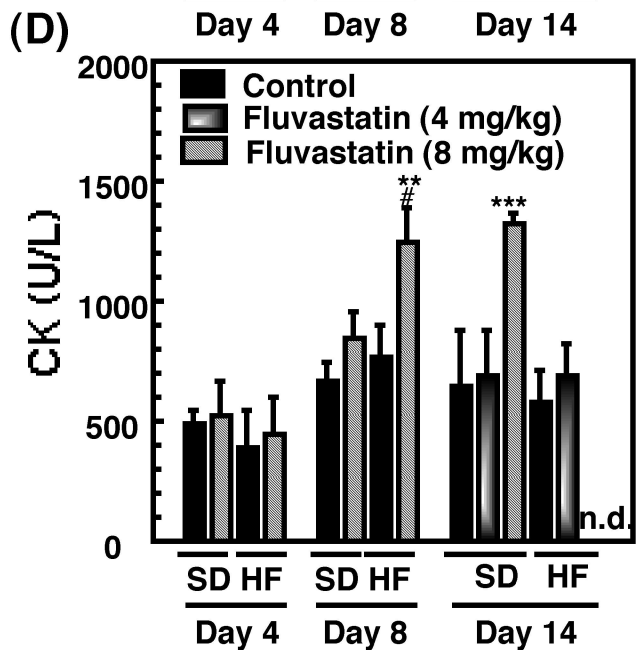 (D) Day 4 Day 8 Day 14
2000
Control
Fluvastatin (4 mg/kg)
Fluvastatin (8 mg/kg)
1500
**
#
***
1000
CK (U/L)
500
n.d.
0
SD HF SD HF SD HF
Day 4 Day 8 Day 14